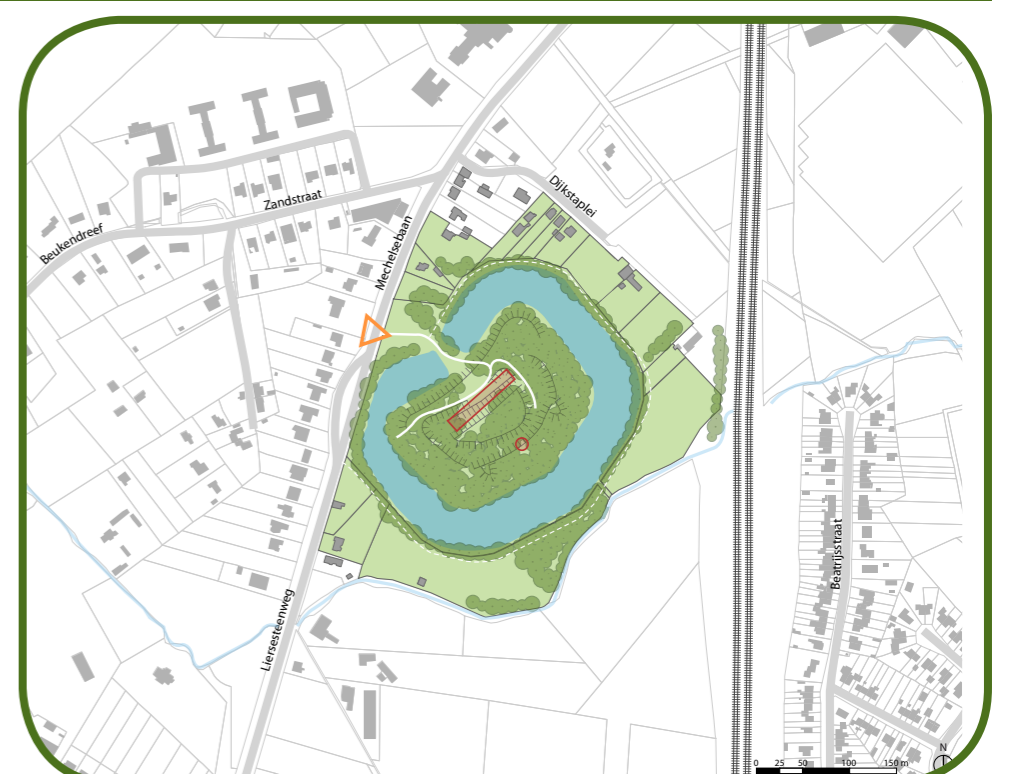 Dijkstaplei
Zandstraat
Beukendreef
Mechelsebaan
Beatrijsstraat
Liersesteenweg
N
0 25 50 100 150 m